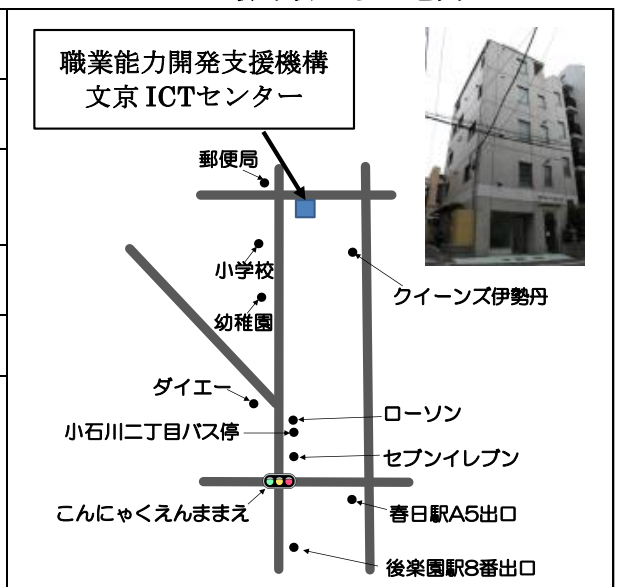 職業能力開発支援機構
文京 ICTセンター
郵便局
小学校
クイーンズ伊勢丹
幼稚園
ダイエー
ローソン
小石川二丁目バス停
セブンイレブン
こんにゃくえんままえ
春日駅A5出口
後楽園駅8番出口